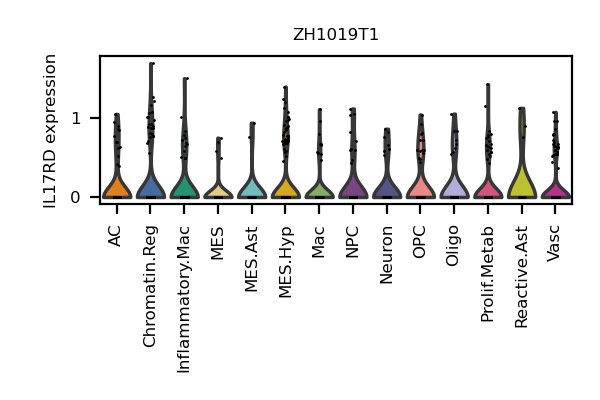 ZH1019T1
IL17RD expression
1
0
AC
Chromatin.Reg
Inflammatory.Mac
MES
MES.Ast
MES.Hyp
Mac
NPC
Neuron
OPC
Oligo
Prolif.Metab
Reactive.Ast
Vasc